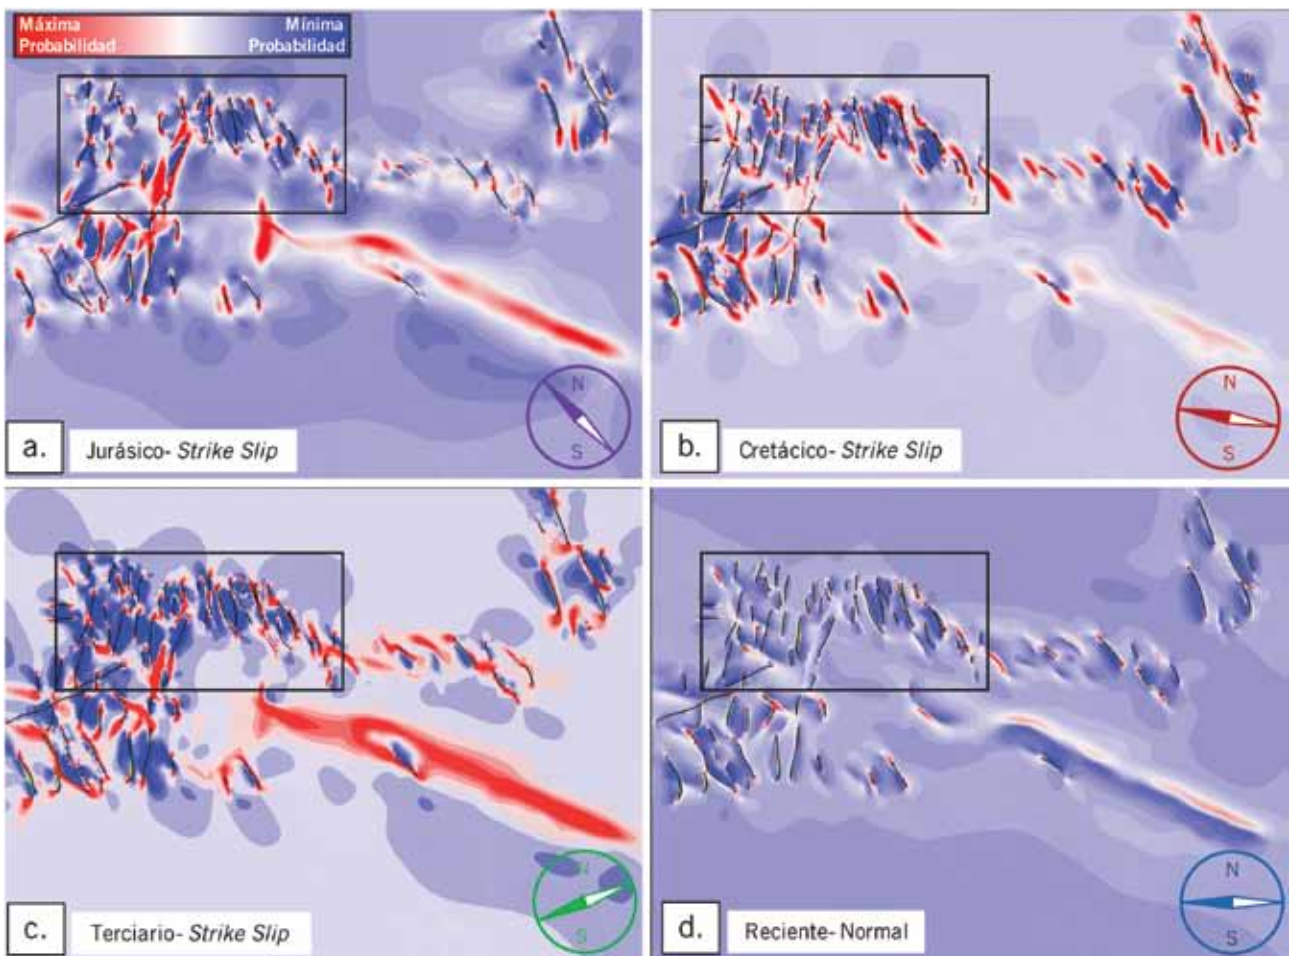 Máxima Mínima
Probabilidad Probabilidad
N
S
a. Jurásico- Strike Slip
N
S
b. Cretácico- Strike Slip
N
S
c. Terciario- Strike Slip
N
S
d. Reciente- Normal